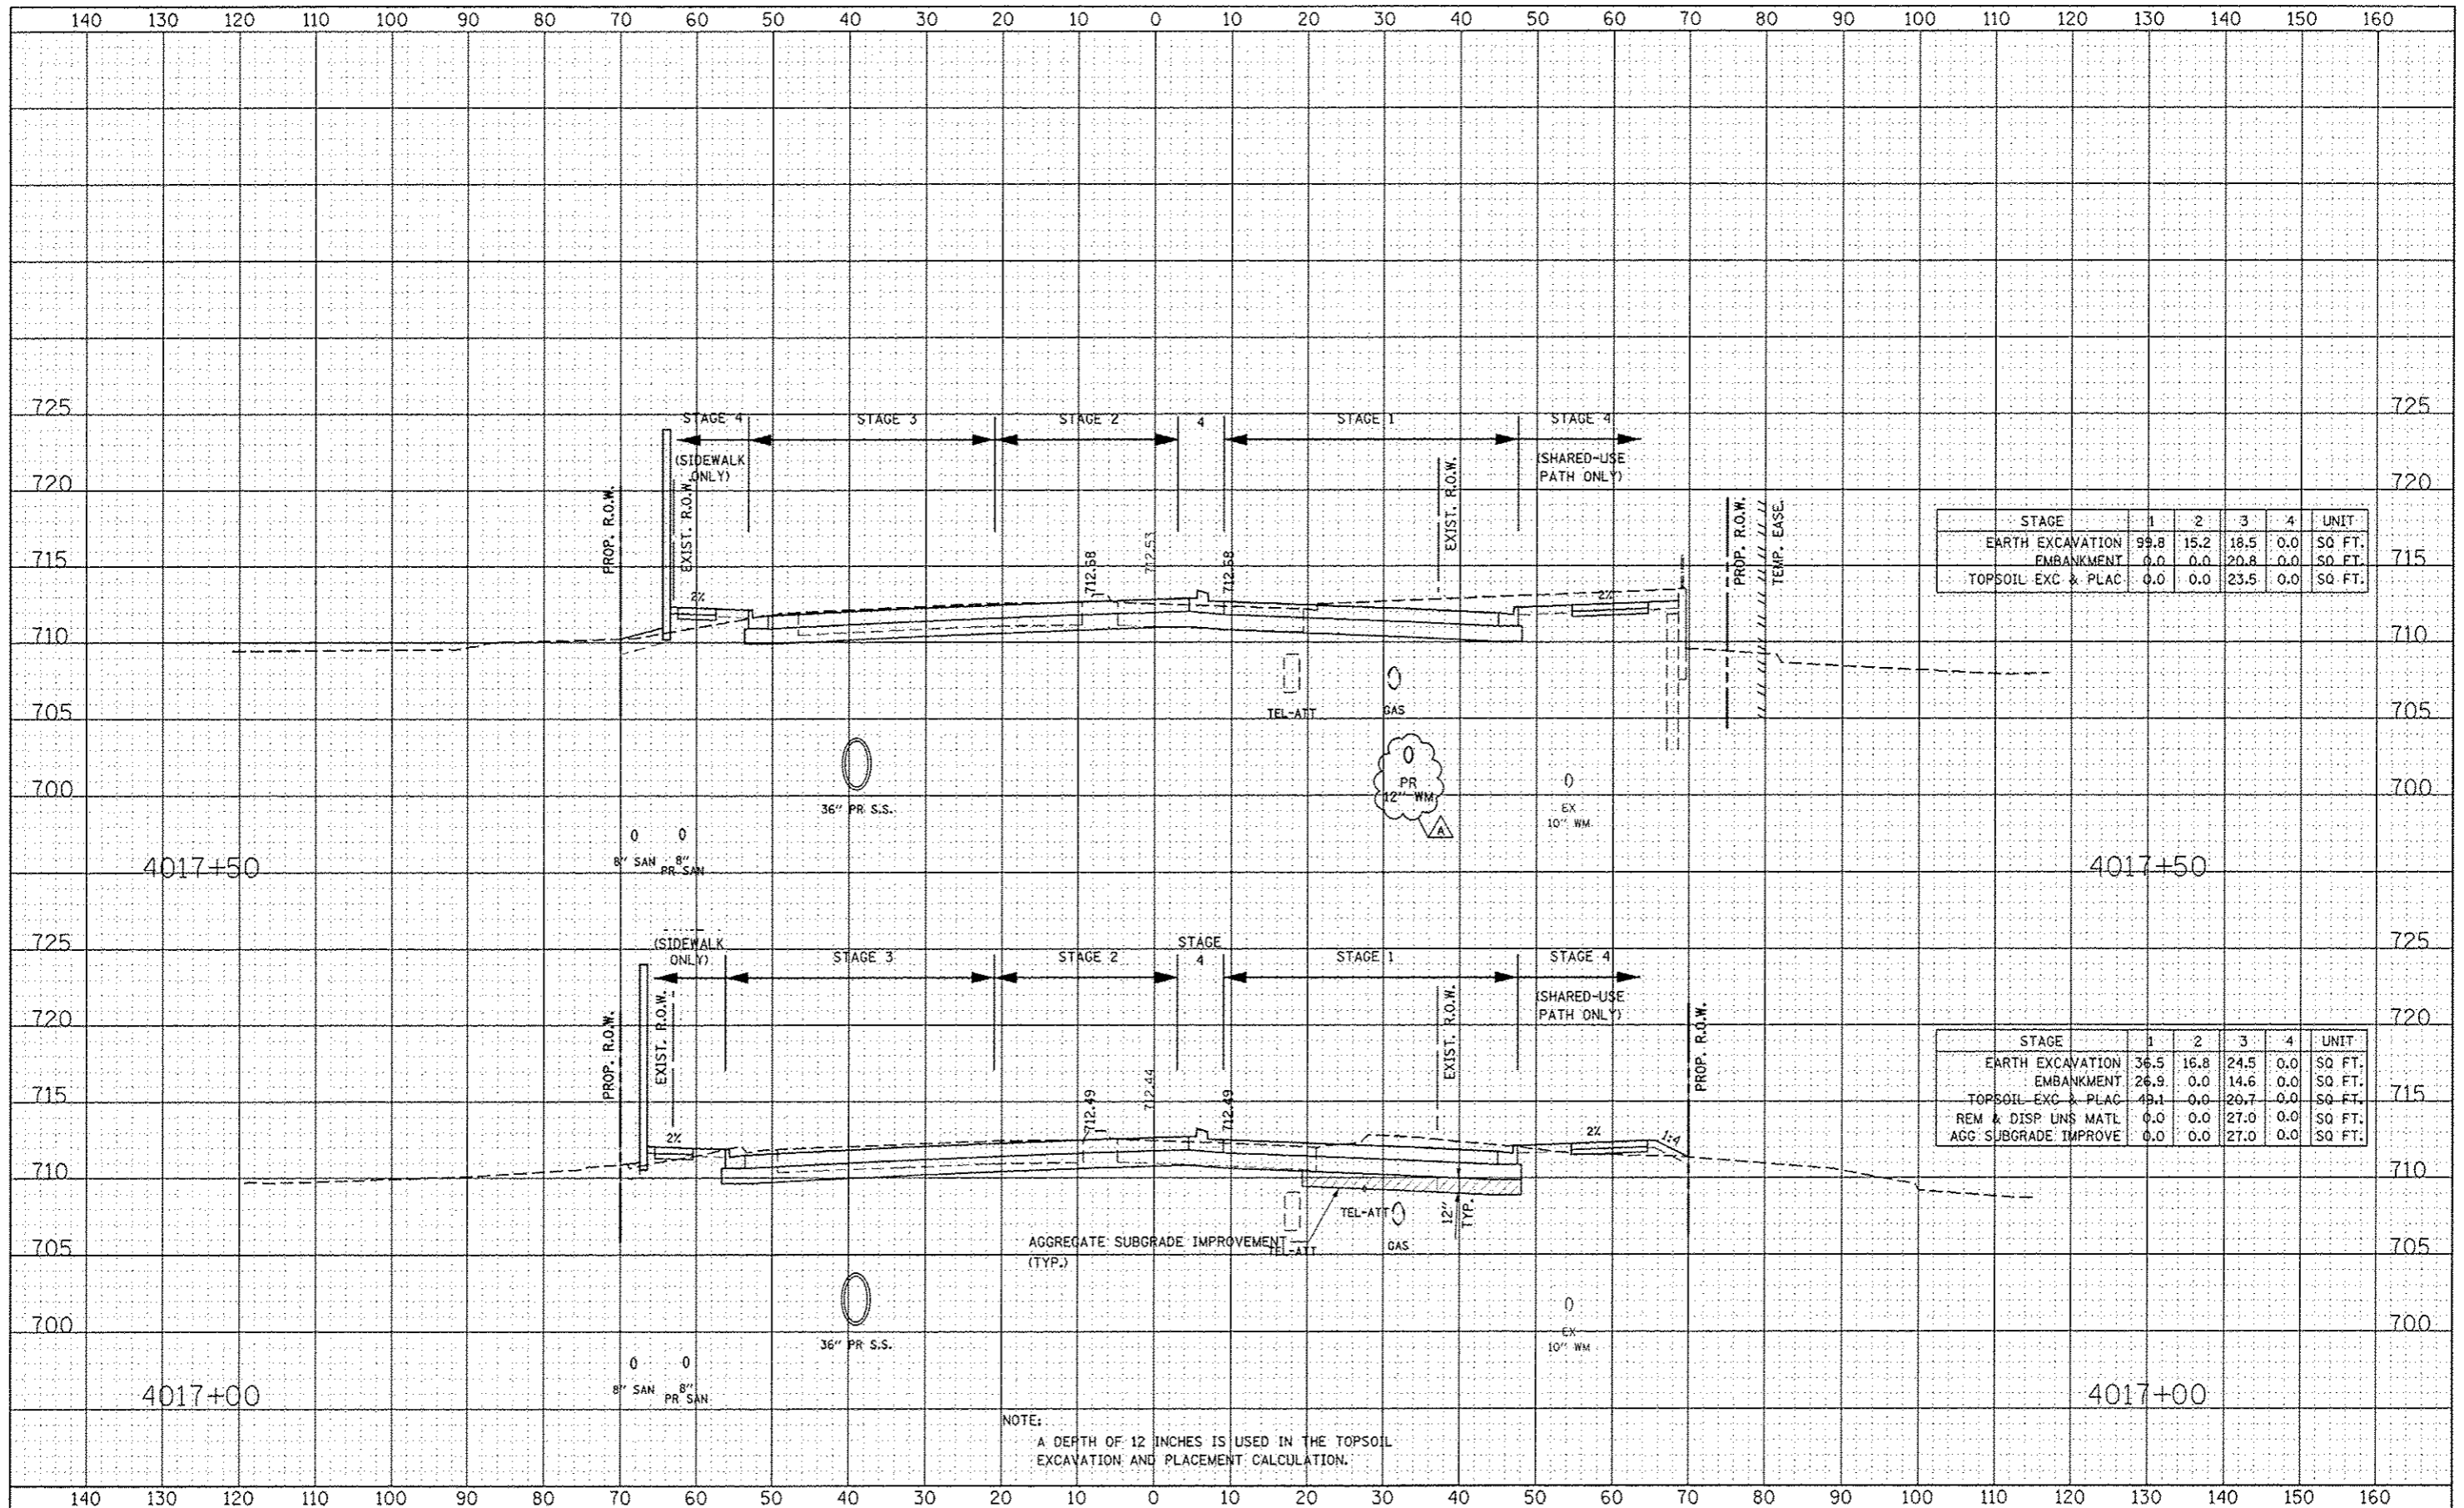 140 130 120 110 100 90 80 70 60 50 40 30 20 10 0 10 20 30 40 50 60 70 80 90 100 110 120 130 140 150 160
725 725
STAGE 4 STAGE 3 STAGE 2 4 STAGE 1 STAGE 4
(SIDEWALK
ONLY)
(SHARED-USE
PATH ONLY)
720 720
PROP. R.O.W.
EXIST. R.O.W.
EXIST. R.O.W.
PROP. R.O.W.
TEMP. EASE.
712.68
712.53
712.68
STAGE 1 2 3 4 UNIT
EARTH EXCAVATION 99.8 15.2 18.5 0.0 SQ FT.
EMBANKMENT 0.0 0.0 20.8 0.0 SQ FT.
TOPSOIL EXC & PLAC 0.0 0.0 23.5 0.0 SQ FT.
715 715
2%
2%
710 710
TEL-ATT
GAS
705 705
36" PR S.S.
PR
12" WM
A
EX
10" WM
700 700
8" SAN
8"
PR SAN
4017+50 4017+50
725 725
(SIDEWALK
ONLY)
STAGE 3 STAGE 2
STAGE
4
STAGE 1 STAGE 4
(SHARED-USE
PATH ONLY)
720 720
PROP. R.O.W.
EXIST. R.O.W.
EXIST. R.O.W.
PROP. R.O.W.
712.49
712.44
712.49
STAGE 1 2 3 4 UNIT
EARTH EXCAVATION 36.5 16.8 24.5 0.0 SQ FT.
EMBANKMENT 26.9 0.0 14.6 0.0 SQ FT.
TOPSOIL EXC & PLAC 49.1 0.0 20.7 0.0 SQ FT.
REM & DISP UNS MATL 0.0 0.0 27.0 0.0 SQ FT.
AGG SUBGRADE IMPROVE 0.0 0.0 27.0 0.0 SQ FT.
715 715
2%
2%
1:4
710 710
TEL-ATT
12"
TYP.
AGGREGATE SUBGRADE IMPROVEMENT
(TYP.)
TEL-ATT
GAS
705 705
36" PR S.S.
EX
10" WM
700 700
8" SAN
8"
PR SAN
4017+00 4017+00
NOTE:
A DEPTH OF 12 INCHES IS USED IN THE TOPSOIL
EXCAVATION AND PLACEMENT CALCULATION.
140 130 120 110 100 90 80 70 60 50 40 30 20 10 0 10 20 30 40 50 60 70 80 90 100 110 120 130 140 150 160